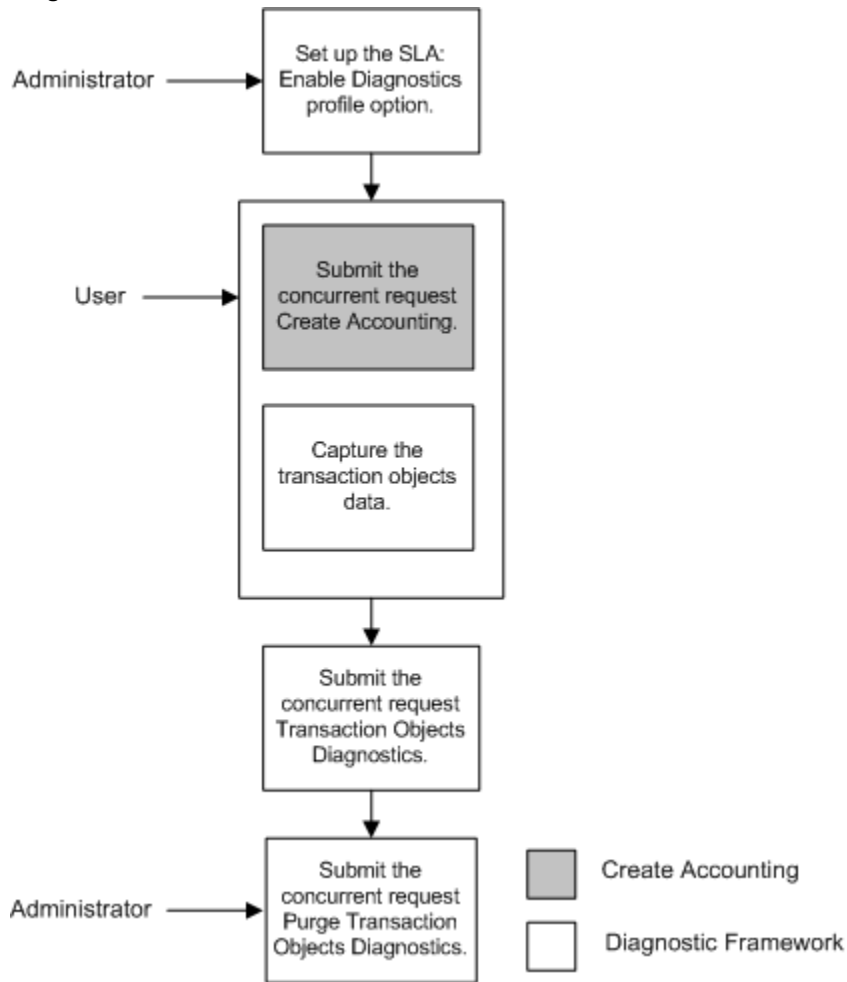 Administrator
Set up the SLA:
Enable Diagnostics
profile option.
User
Submit the
concurrent request
Create Accounting.
Capture the
transaction objects
data.
Submit the
concurrent request
Transaction Objects
Diagnostics.
Administrator
Submit the
concurrent request
Purge Transaction
Objects Diagnostics.
Create Accounting
Diagnostic Framework